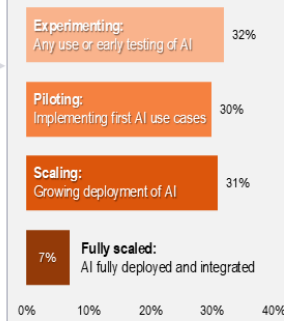 Experimenting:
Any use or early testing of AI
32%
Piloting:
Implementing first AI use cases
30%
Scaling:
Growing deployment of AI
31%
7%
Fully scaled:
AI fully deployed and integrated
0% 10% 20% 30% 40%